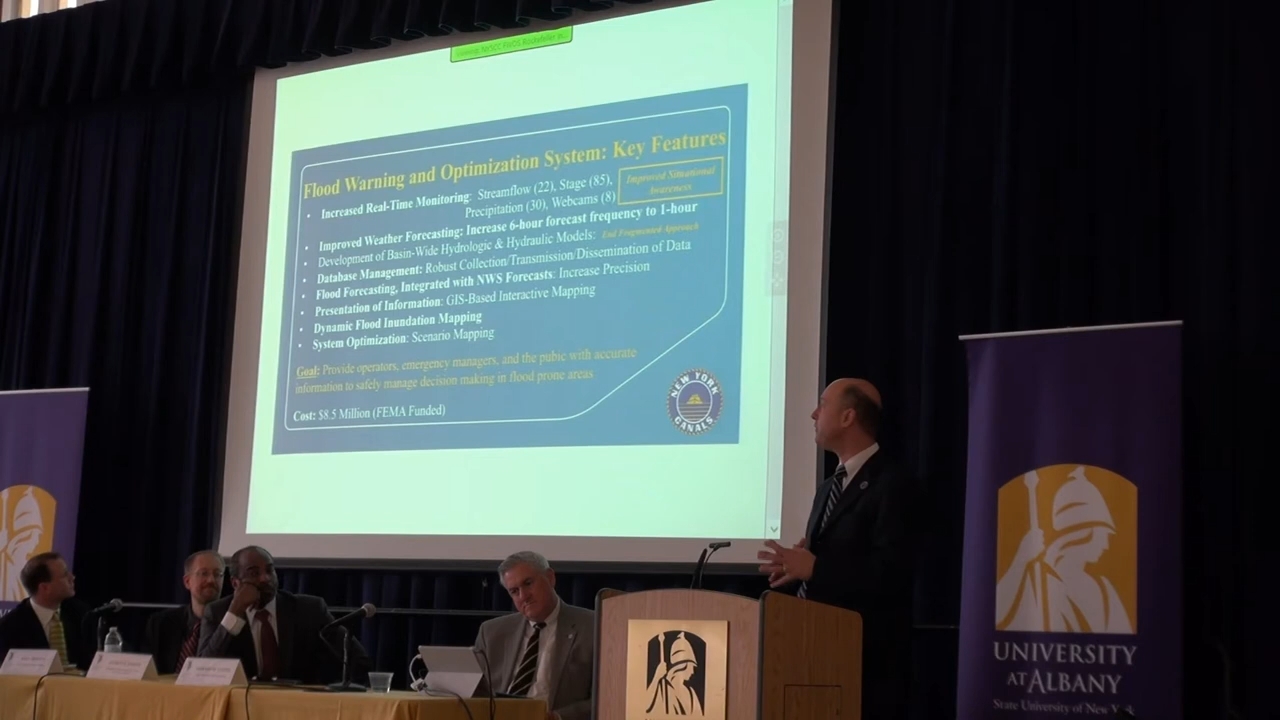 Flood Warning and Optimization System: Key Features
• Increased Real-Time Monitoring: Streamflow (22), Stage (85),
Precipitation (30), Webcams (8)
Improved Situational
Awareness
• Improved Weather Forecasting: Increase 6-hour forecast frequency to 1-hour
• Development of Basin-Wide Hydrologic & Hydraulic Models: End Fragmented Approach
• Database Management: Robust Collection/Transmission/Dissemination of Data
• Flood Forecasting, Integrated with NWS Forecasts: Increase Precision
• Presentation of Information: GIS-Based Interactive Mapping
• Dynamic Flood Inundation Mapping
• System Optimization: Scenario Mapping
Goal: Provide operators, emergency managers, and the pubic with accurate
information to safely manage decision making in flood prone areas
Cost: $8.5 Million (FEMA Funded)
NEW YORK
CANALS
UNIVERSITY
AT ALBANY
State University of New York